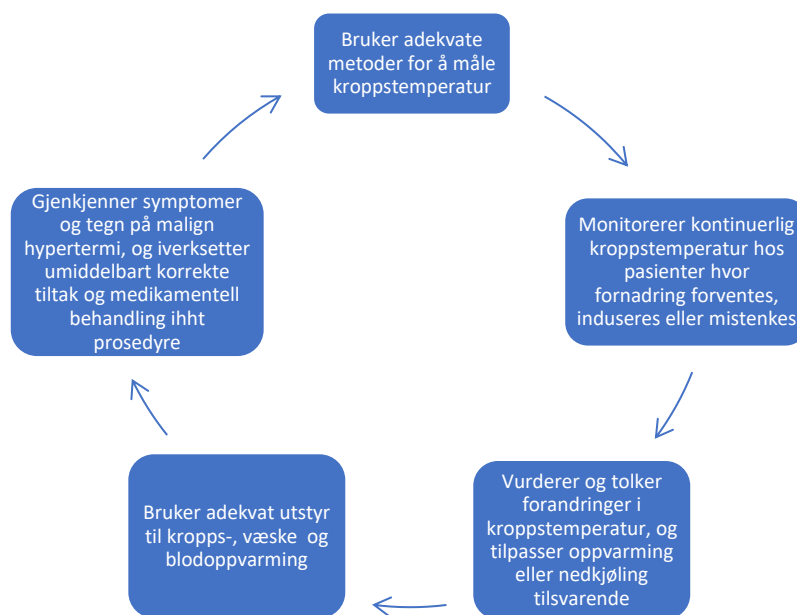 Bruker adekvate
metoder for å måle
kroppstemperatur
Monitorerer kontinuerlig
kroppstemperatur hos
pasienter hvor
fornadring forventes,
induseres eller mistenkes
Vurderer og tolker
forandringer i
kroppstemperatur, og
tilpasser oppvarming
eller nedkjøling
tilsvarende
Bruker adekvat utstyr
til kropps-, væske og
blodoppvarming
Gjenkjenner symptomer
og tegn på malign
hypertermi, og iverksetter
umiddelbart korrekte
tiltak og medikamentell
behandling ihht
prosedyre